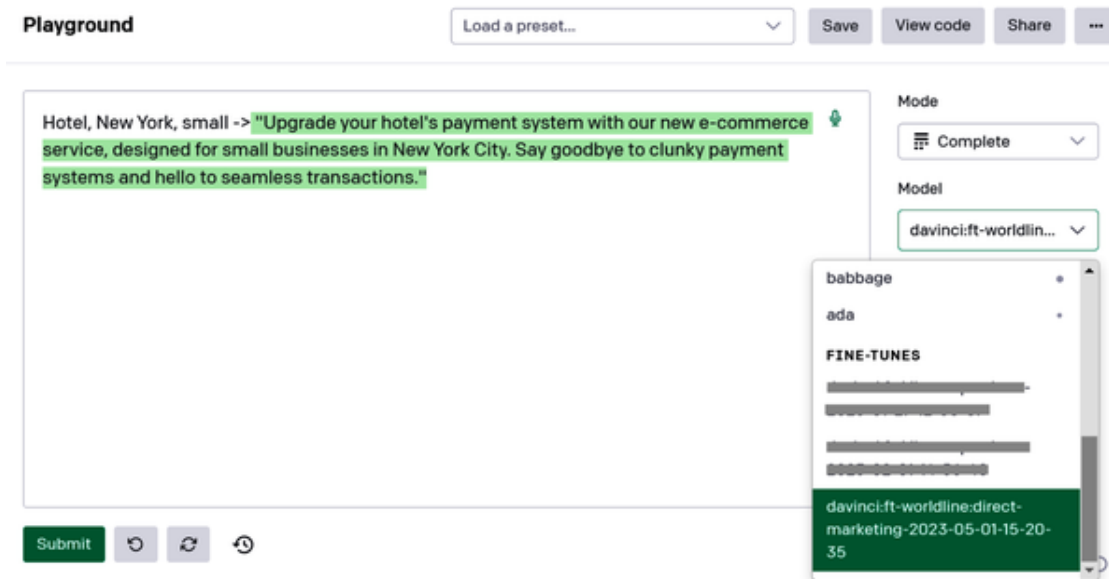 Playground
Load a preset...
Save
View code
Share
Hotel, New York, small -> "Upgrade your hotel's payment system with our new e-commerce
service, designed for small businesses in New York City. Say goodbye to clunky payment
systems and hello to seamless transactions."
Mode
Complete
Model
davinci:ft-worldlin...
babbage
ada
FINE-TUNES
davinci:ft-worldline:direct-
marketing-2023-05-01-15-20-
35
Submit